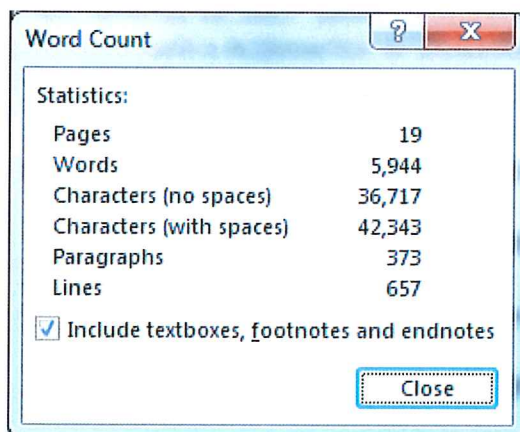 Word Count ? X
Statistics:
Pages 19
Words 5,944
Characters (no spaces) 36,717
Characters (with spaces) 42,343
Paragraphs 373
Lines 657
Include textboxes, footnotes and endnotes
Close